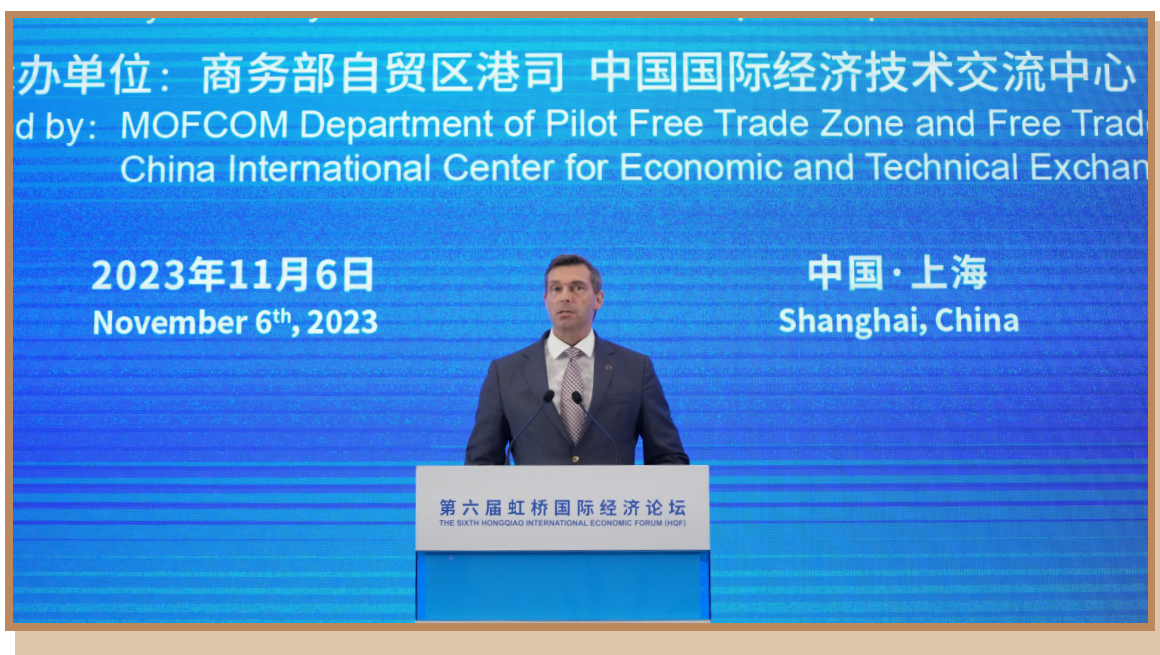 办单位：商务部自贸区港司 中国国际经济技术交流中心
d by: MOFCOM Department of Pilot Free Trade Zone and Free Trad
China International Center for Economic and Technical Exchan
2023年11月6日
November 6th, 2023
中国·上海
Shanghai, China
第六届虹桥国际经济论坛
THE SIXTH HONGQIAO INTERNATIONAL ECONOMIC FORUM (HQF)